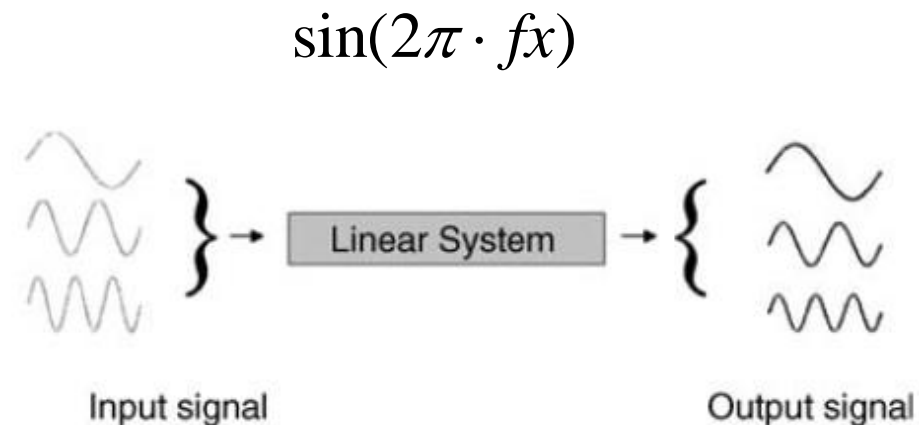 sin(2π · fx)
Linear System
Input signal
Output signal